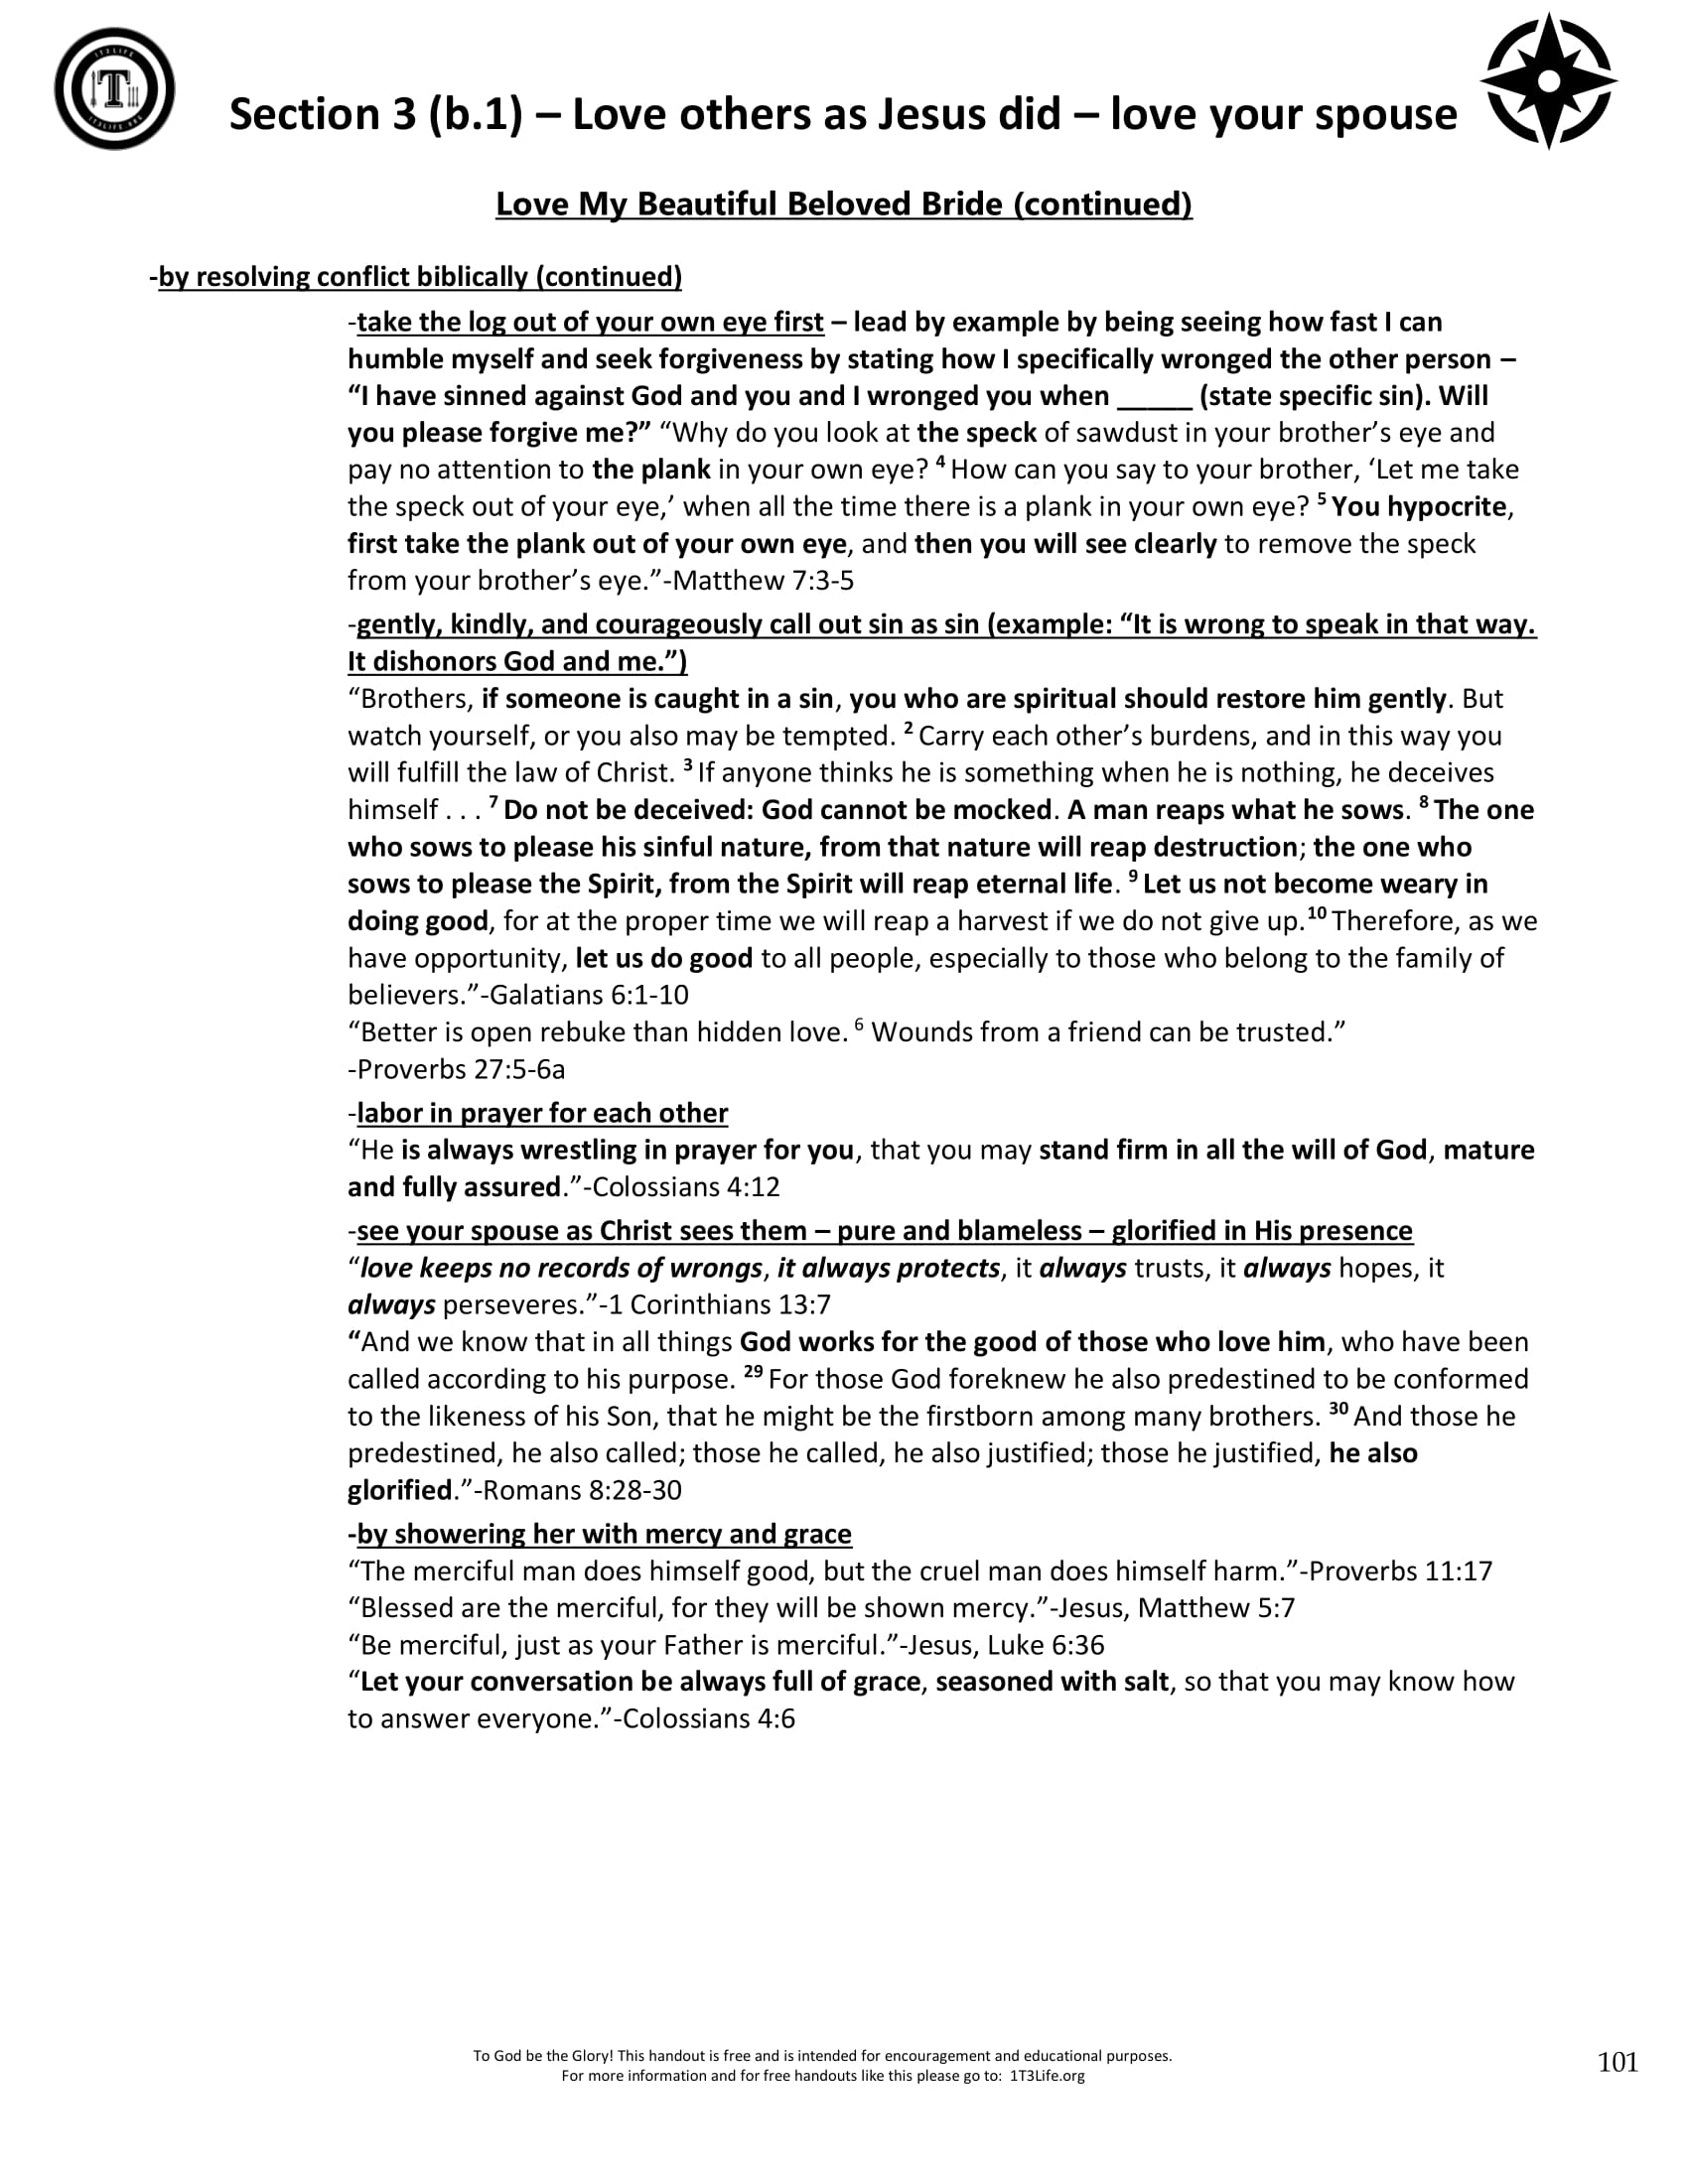 1T3LIFE
T
1T3LIFE.ORG
Section 3 (b.1) – Love others as Jesus did – love your spouse
Love My Beautiful Beloved Bride (continued)
-by resolving conflict biblically (continued)
-take the log out of your own eye first – lead by example by being seeing how fast I can
humble myself and seek forgiveness by stating how I specifically wronged the other person –
“I have sinned against God and you and I wronged you when _____ (state specific sin). Will
you please forgive me?” “Why do you look at the speck of sawdust in your brother’s eye and
pay no attention to the plank in your own eye? 4 How can you say to your brother, ‘Let me take
the speck out of your eye,’ when all the time there is a plank in your own eye? 5 You hypocrite,
first take the plank out of your own eye, and then you will see clearly to remove the speck
from your brother’s eye.”-Matthew 7:3-5
-gently, kindly, and courageously call out sin as sin (example: “It is wrong to speak in that way.
It dishonors God and me.”)
“Brothers, if someone is caught in a sin, you who are spiritual should restore him gently. But
watch yourself, or you also may be tempted. 2 Carry each other’s burdens, and in this way you
will fulfill the law of Christ. 3 If anyone thinks he is something when he is nothing, he deceives
himself . . . 7 Do not be deceived: God cannot be mocked. A man reaps what he sows. 8 The one
who sows to please his sinful nature, from that nature will reap destruction; the one who
sows to please the Spirit, from the Spirit will reap eternal life. 9 Let us not become weary in
doing good, for at the proper time we will reap a harvest if we do not give up. 10 Therefore, as we
have opportunity, let us do good to all people, especially to those who belong to the family of
believers.”-Galatians 6:1-10
“Better is open rebuke than hidden love. 6 Wounds from a friend can be trusted.”
-Proverbs 27:5-6a
-labor in prayer for each other
“He is always wrestling in prayer for you, that you may stand firm in all the will of God, mature
and fully assured.”-Colossians 4:12
-see your spouse as Christ sees them – pure and blameless – glorified in His presence
“love keeps no records of wrongs, it always protects, it always trusts, it always hopes, it
always perseveres.”-1 Corinthians 13:7
“And we know that in all things God works for the good of those who love him, who have been
called according to his purpose. 29 For those God foreknew he also predestined to be conformed
to the likeness of his Son, that he might be the firstborn among many brothers. 30 And those he
predestined, he also called; those he called, he also justified; those he justified, he also
glorified.”-Romans 8:28-30
-by showering her with mercy and grace
“The merciful man does himself good, but the cruel man does himself harm.”-Proverbs 11:17
“Blessed are the merciful, for they will be shown mercy.”-Jesus, Matthew 5:7
“Be merciful, just as your Father is merciful.”-Jesus, Luke 6:36
“Let your conversation be always full of grace, seasoned with salt, so that you may know how
to answer everyone.”-Colossians 4:6
To God be the Glory! This handout is free and is intended for encouragement and educational purposes.
For more information and for free handouts like this please go to: 1T3Life.org
101